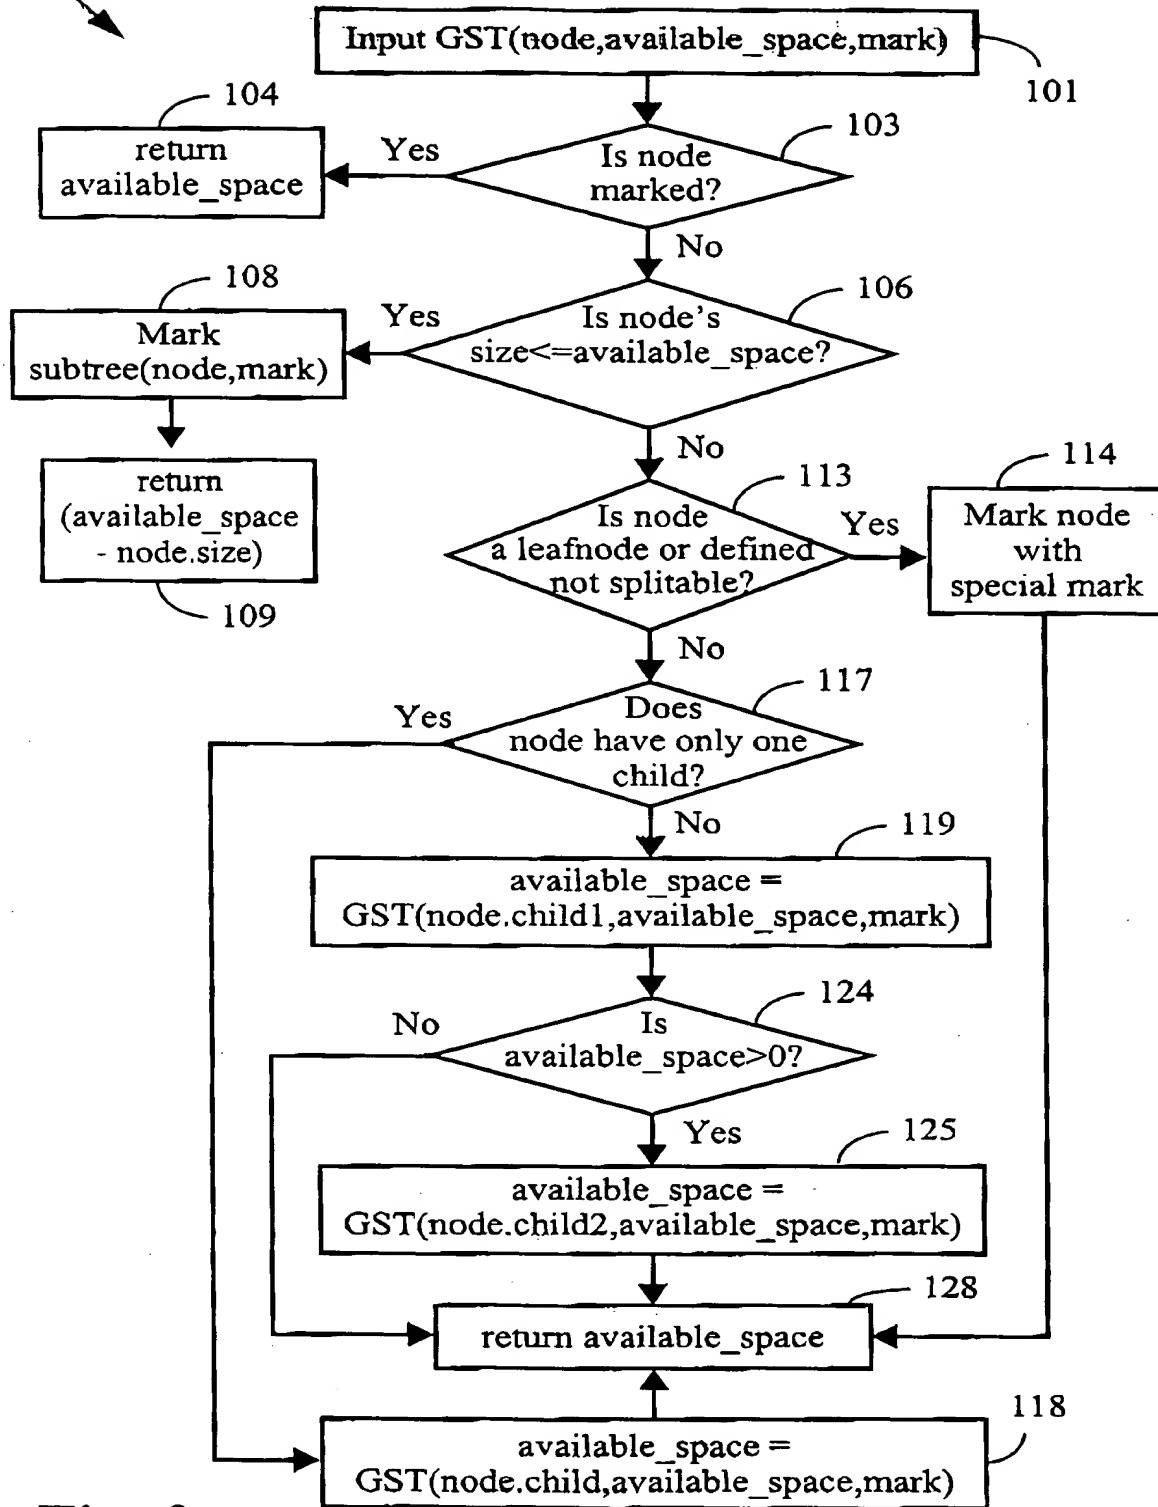 Input GST(node,available_space,mark)
101
104
return
available_space
Yes
103
Is node
marked?
No
108
Mark
subtree(node,mark)
Yes
106
Is node's
size<=available_space?
return
(available_space
- node.size)
109
No
113
Is node
a leafnode or defined
not splitable?
Yes
114
Mark node
with
special mark
No
117
Yes
Does
node have only one
child?
No
119
available_space =
GST(node.child1,available_space,mark)
124
No
Is
available_space>0?
Yes
125
available_space =
GST(node.child2,available_space,mark)
128
return available_space
118
available_space =
GST(node.child,available_space,mark)